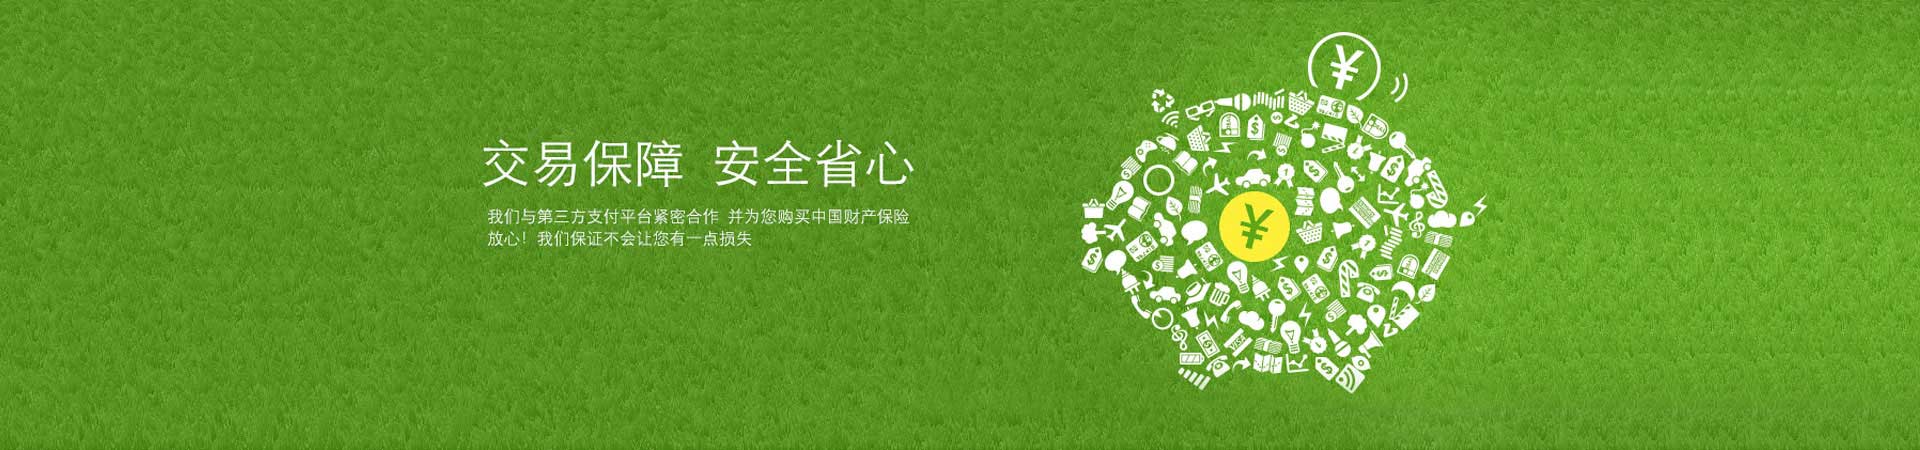 交易保障 安全省心
我们与第三方支付平台紧密合作 并为您购买中国财产保险
放心！我们保证不会让您有一点损失
¥
¥